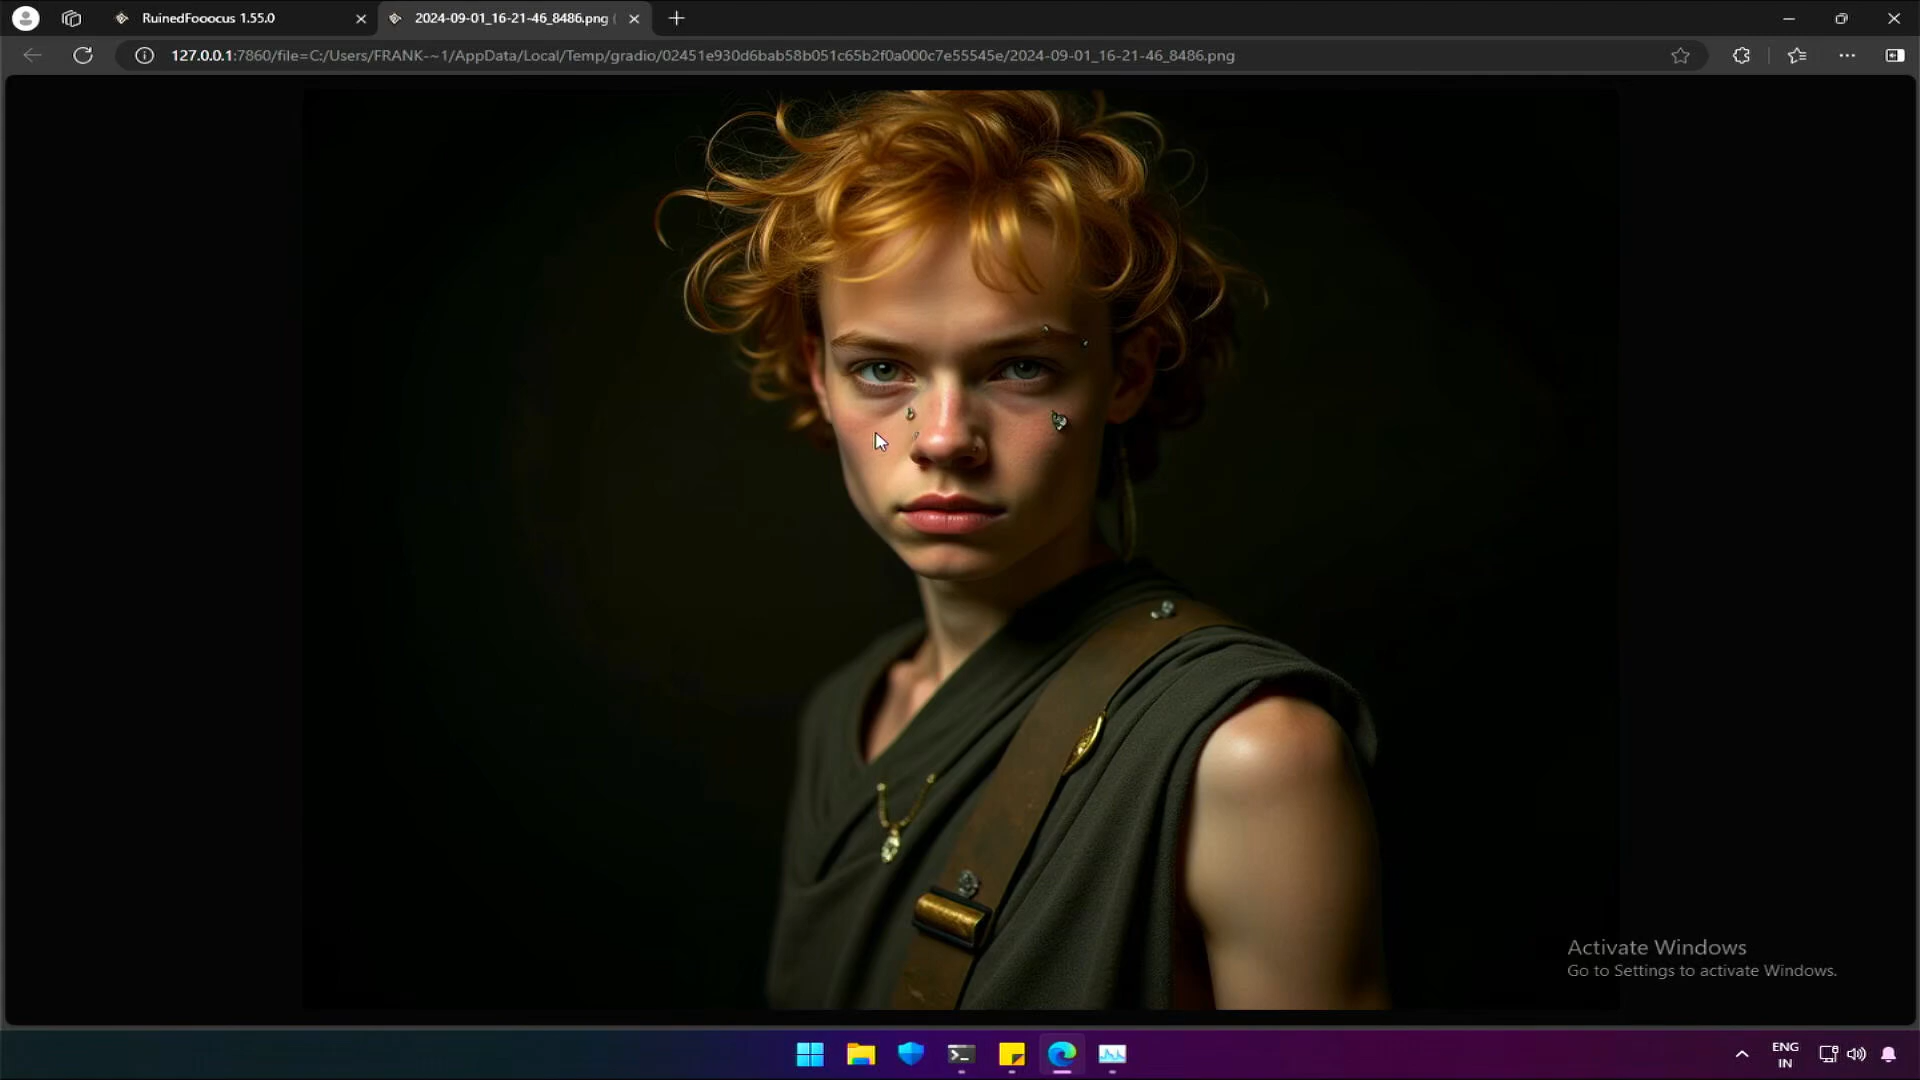 RuinedFooocus 1.55.0
2024-09-01_16-21-46_8486.png (
127.0.0.1:7860/file=C:/Users/FRANK-~1/AppData/Local/Temp/gradio/02451e930d6bab58b051c65b2f0a000c7e55545e/2024-09-01_16-21-46_8486.png
Activate Windows
Go to Settings to activate Windows.
ENG
IN